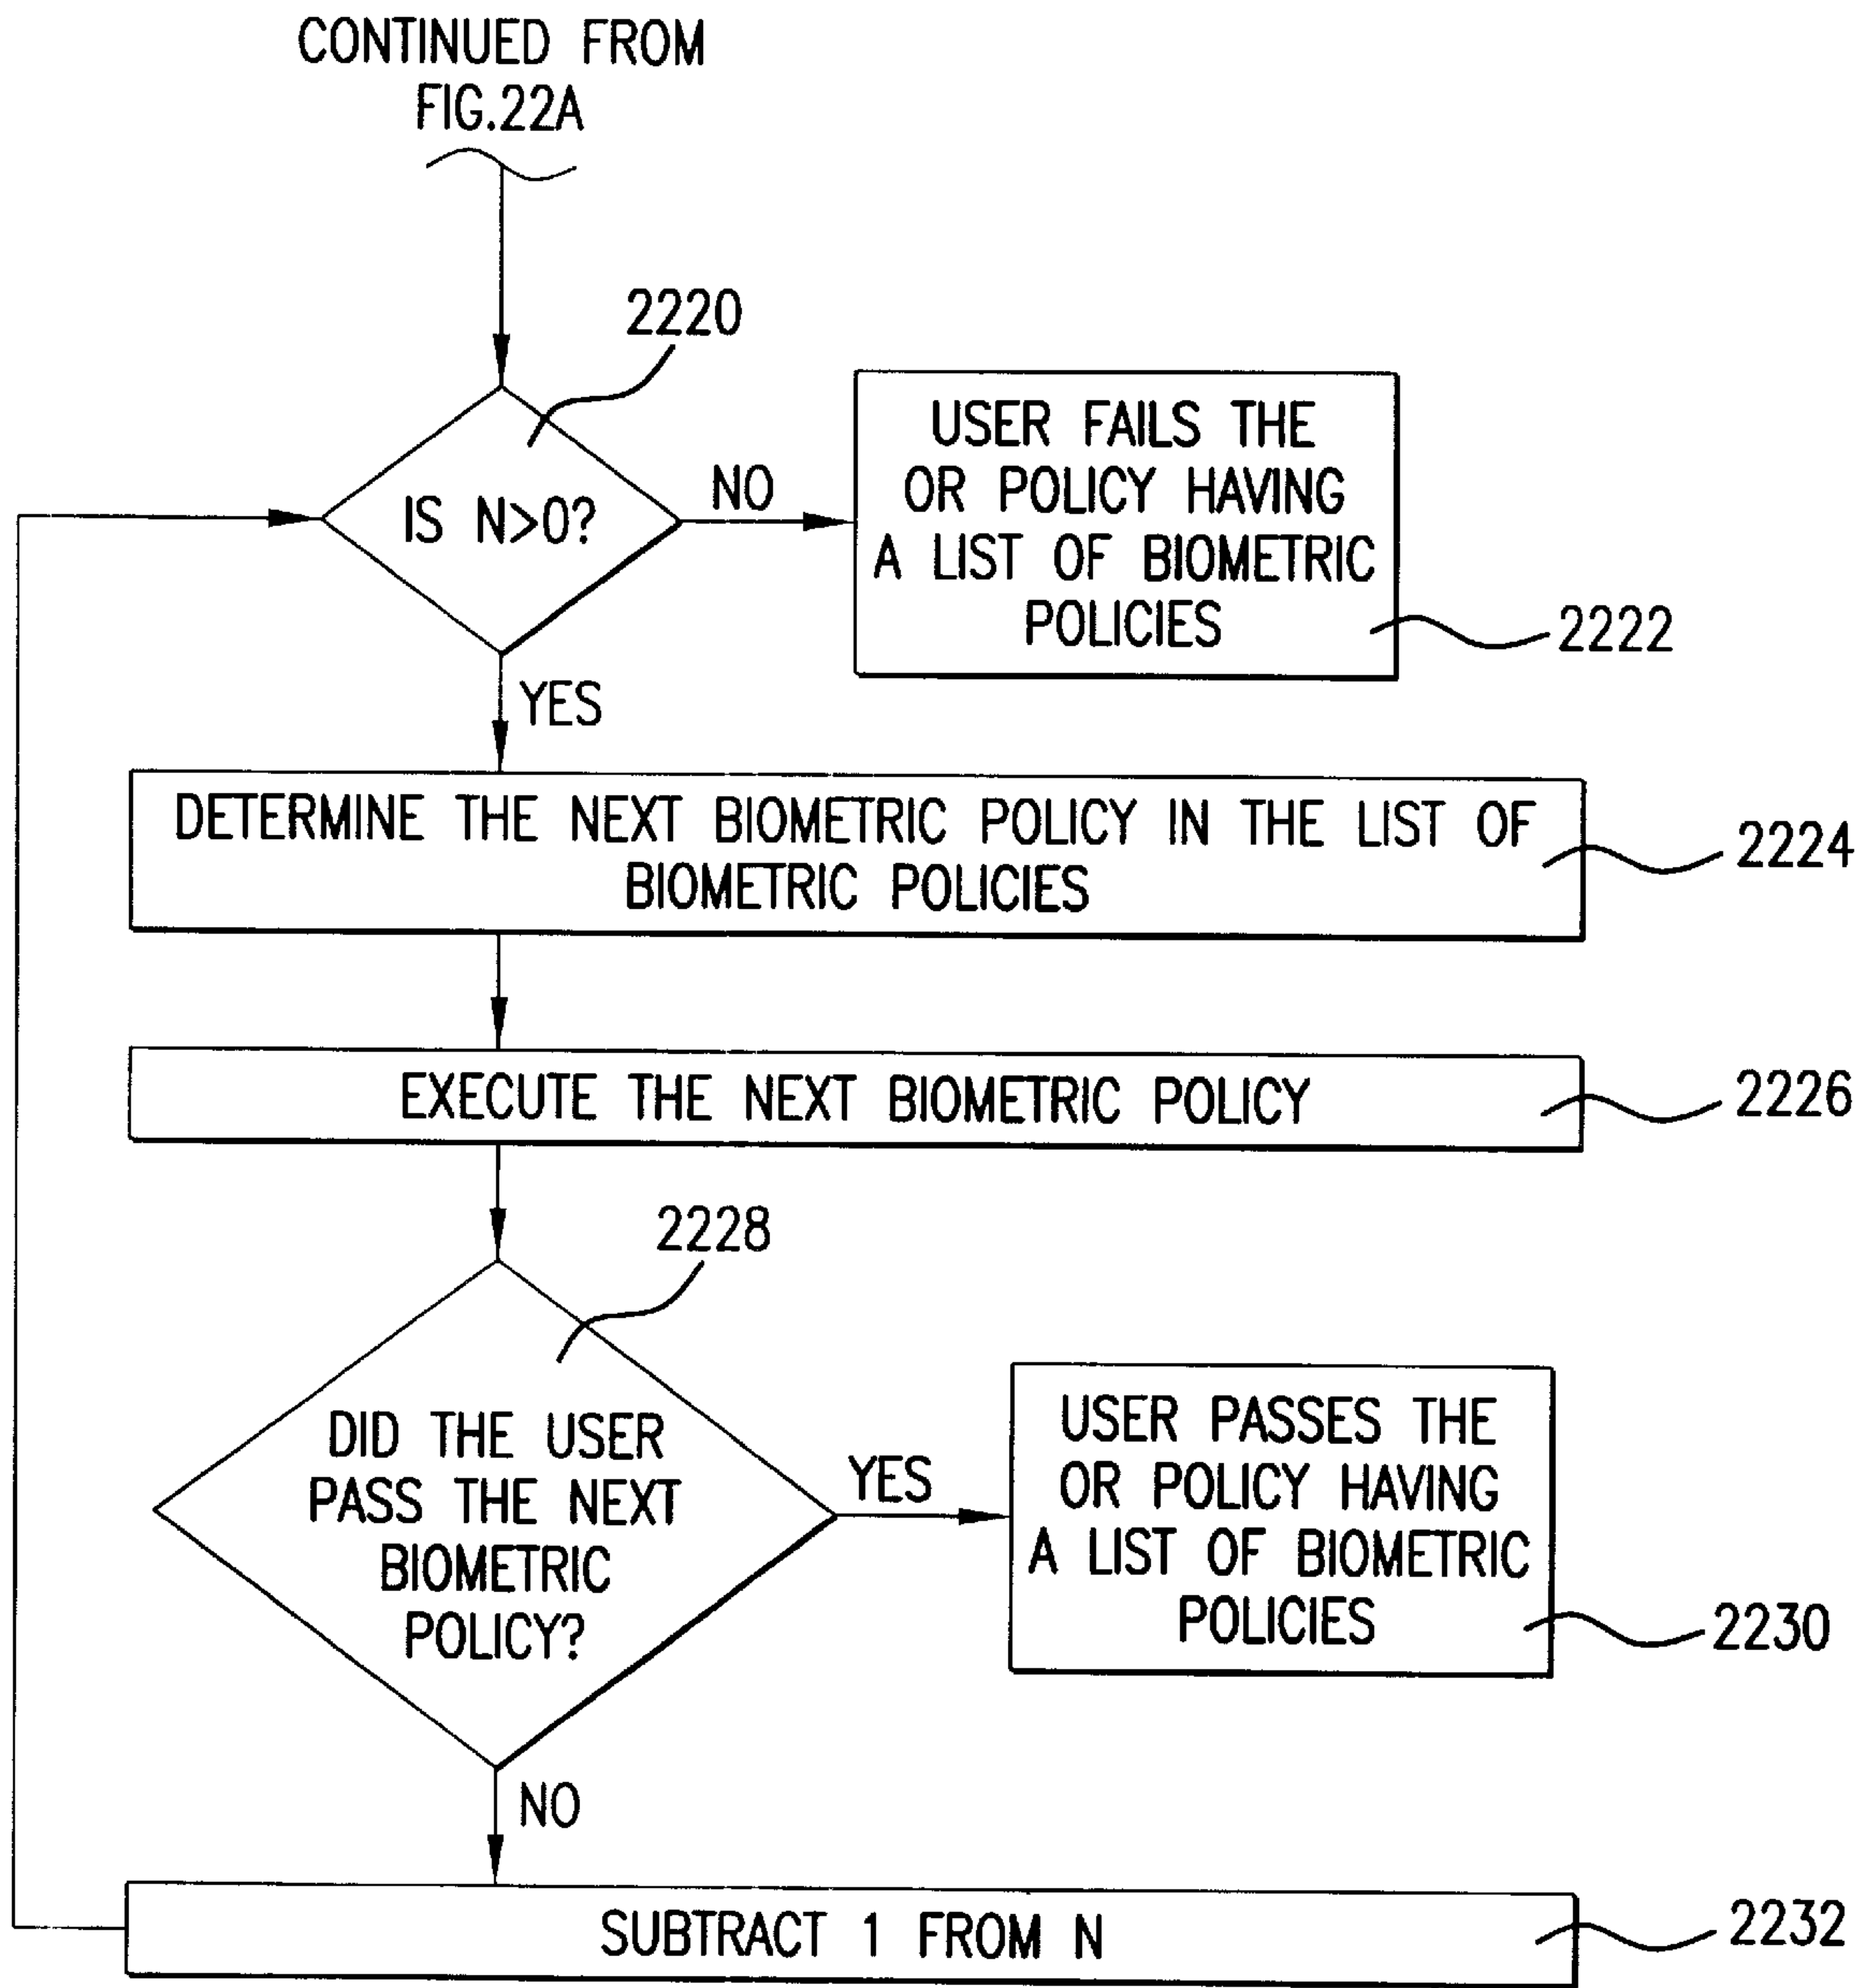 CONTINUED FROM
FIG.22A
2220
IS N>0?
NO
USER FAILS THE
OR POLICY HAVING
A LIST OF BIOMETRIC
POLICIES
2222
YES
DETERMINE THE NEXT BIOMETRIC POLICY IN THE LIST OF
BIOMETRIC POLICIES
2224
EXECUTE THE NEXT BIOMETRIC POLICY
2226
2228
DID THE USER
PASS THE NEXT
BIOMETRIC
POLICY?
YES
USER PASSES THE
OR POLICY HAVING
A LIST OF BIOMETRIC
POLICIES
2230
NO
SUBTRACT 1 FROM N
2232